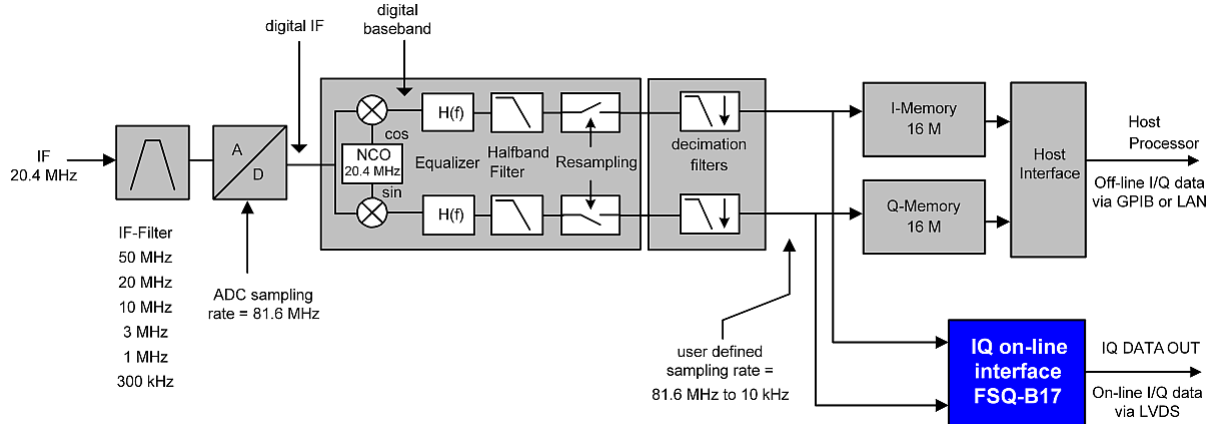 digital IF
digital
baseband
IF
20.4 MHz
A
D
cos
NCO
20.4 MHz
sin
H(f)
H(f)
Equalizer
Halfband
Filter
Resampling
decimation
filters
I-Memory
16 M
Q-Memory
16 M
Host
Interface
Host
Processor
Off-line I/Q data
via GPIB or LAN
IF-Filter
50 MHz
20 MHz
10 MHz
3 MHz
1 MHz
300 kHz
ADC sampling
rate = 81.6 MHz
user defined
sampling rate =
81.6 MHz to 10 kHz
IQ on-line
interface
FSQ-B17
IQ DATA OUT
On-line I/Q data
via LVDS